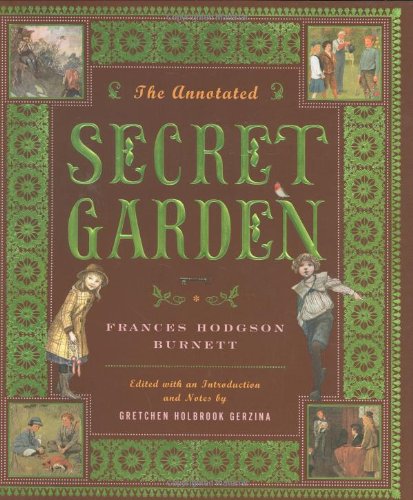 The Annotated
SECRET
GARDEN
FRANCES HODGSON
BURNETT
Edited with an Introduction
and Notes by
GRETCHEN HOLBROOK GERZINA